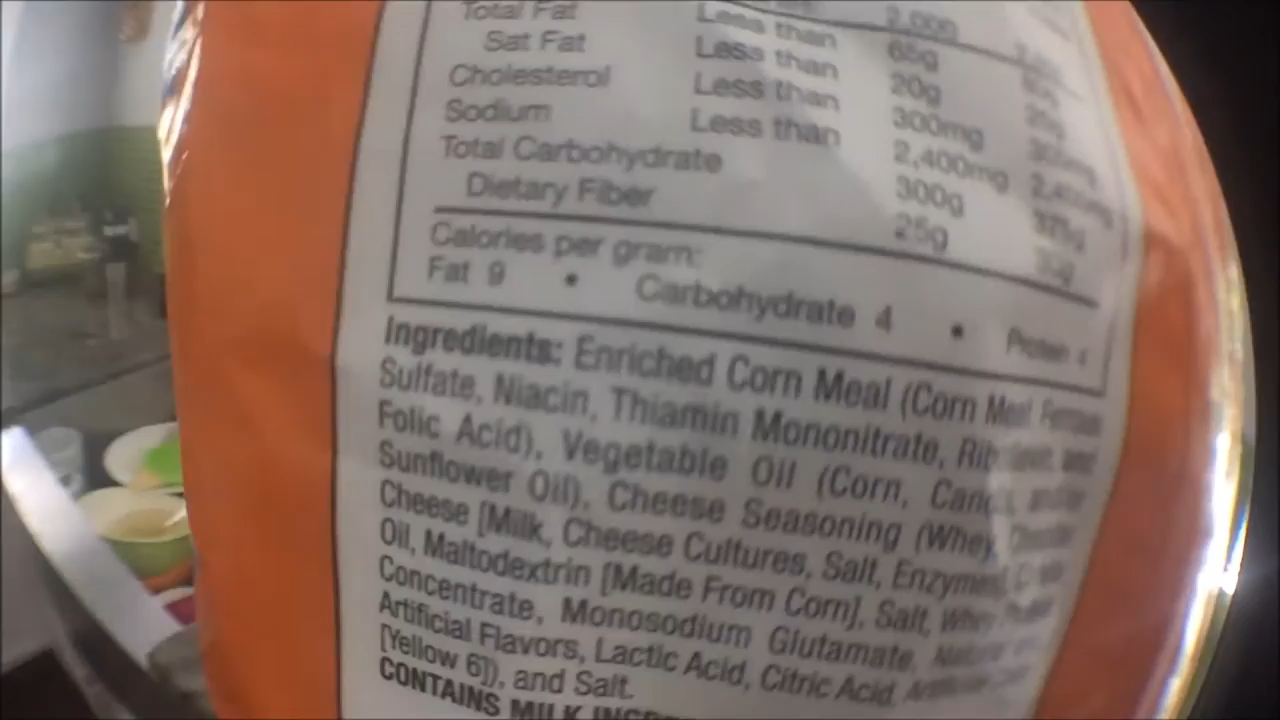 2,000
Total Fat Less than 65g
Sat Fat Less than 20g
Cholesterol Less than 300mg
Sodium Less than 2,400mg
Total Carbohydrate 300g
Dietary Fiber 25g
Calories per gram:
Fat 9 • Carbohydrate 4 • Protein 4
Ingredients: Enriched Corn Meal (Corn Meal
Sulfate, Niacin, Thiamin Mononitrate,
Folic Acid), Vegetable Oil (Corn,
Sunflower Oil), Cheese Seasoning (Whey,
Cheese [Milk, Cheese Cultures, Salt, Enzymes],
Oil, Maltodextrin [Made From Corn], Salt, Whey
Concentrate, Monosodium Glutamate,
Artificial Flavors, Lactic Acid, Citric Acid,
[Yellow 6]), and Salt.
CONTAINS MILK